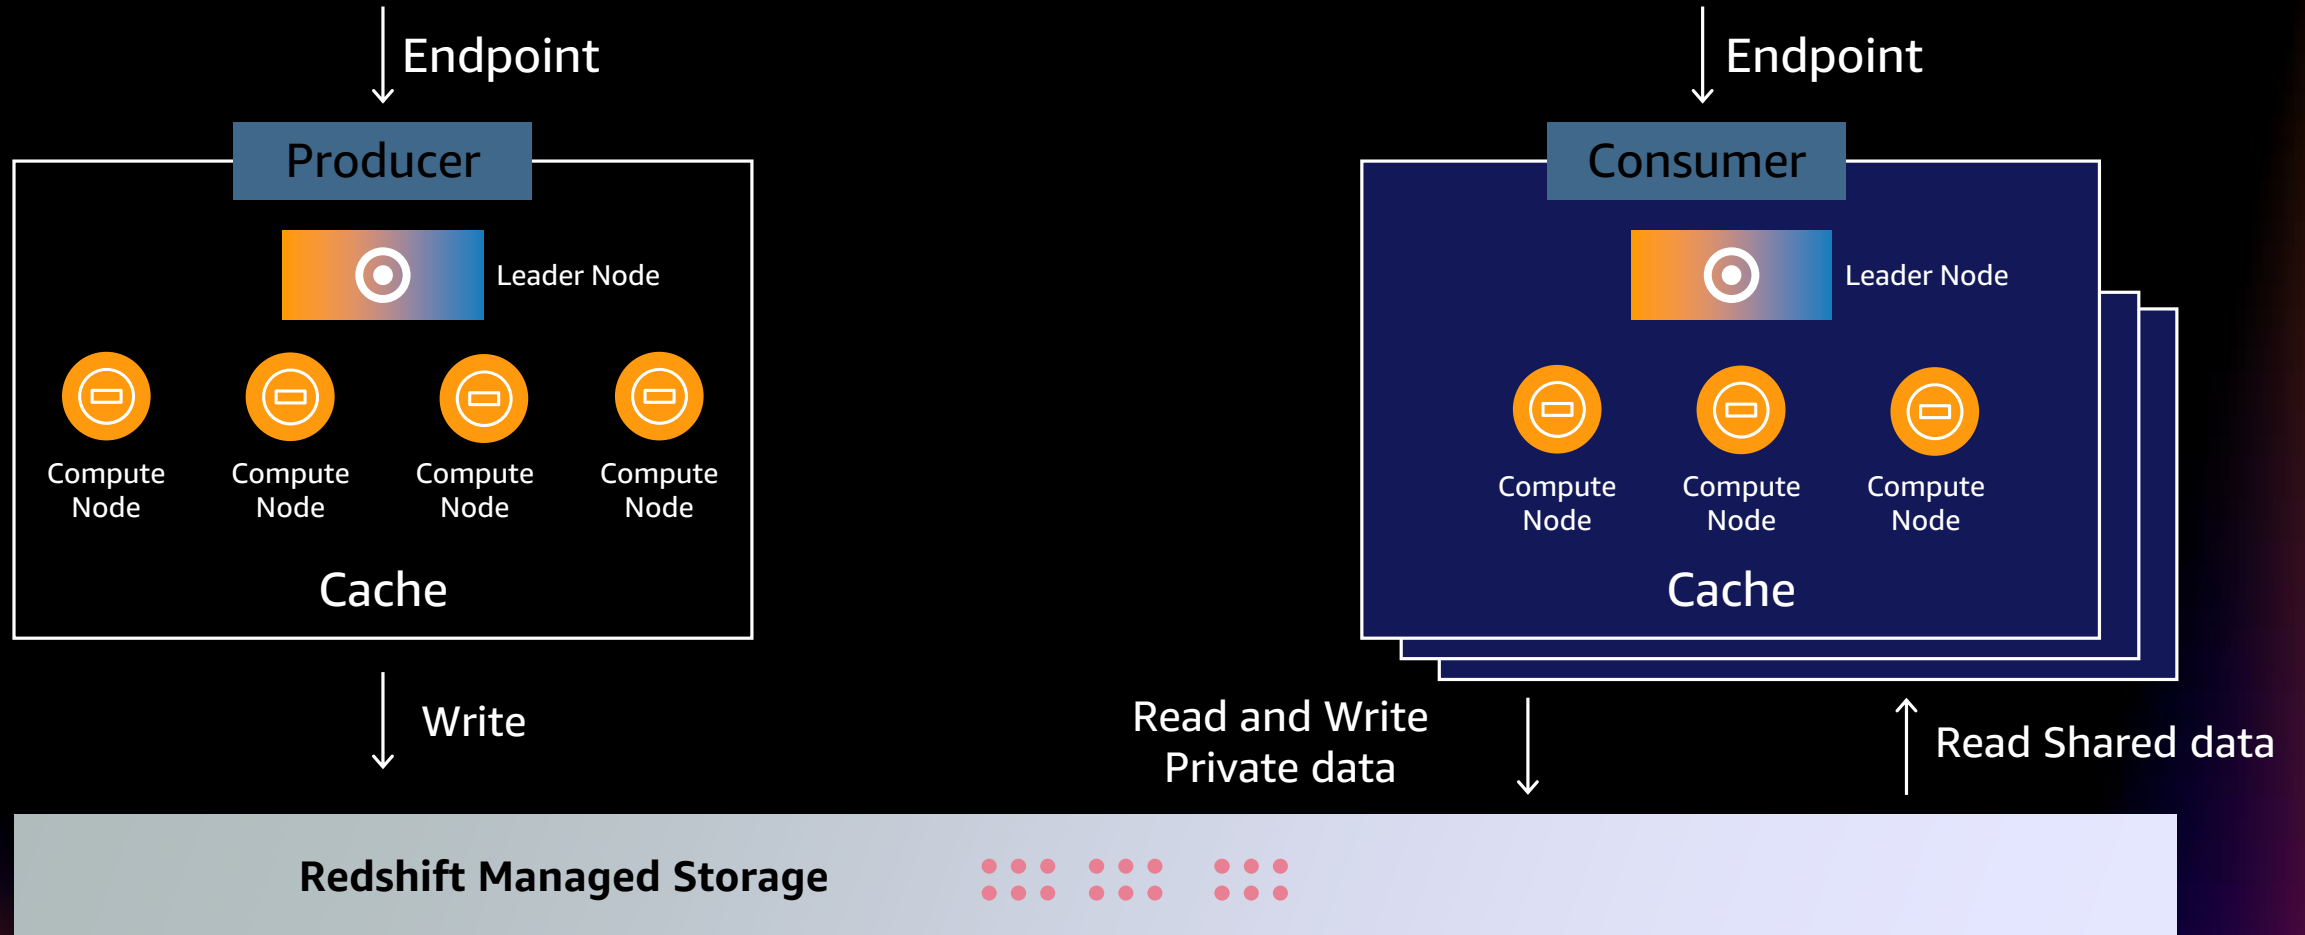 Endpoint
Producer
Leader Node
Compute
Node
Compute
Node
Compute
Node
Compute
Node
Cache
Write
Endpoint
Consumer
Leader Node
Compute
Node
Compute
Node
Compute
Node
Cache
Read and Write
Private data
Read Shared data
Redshift Managed Storage